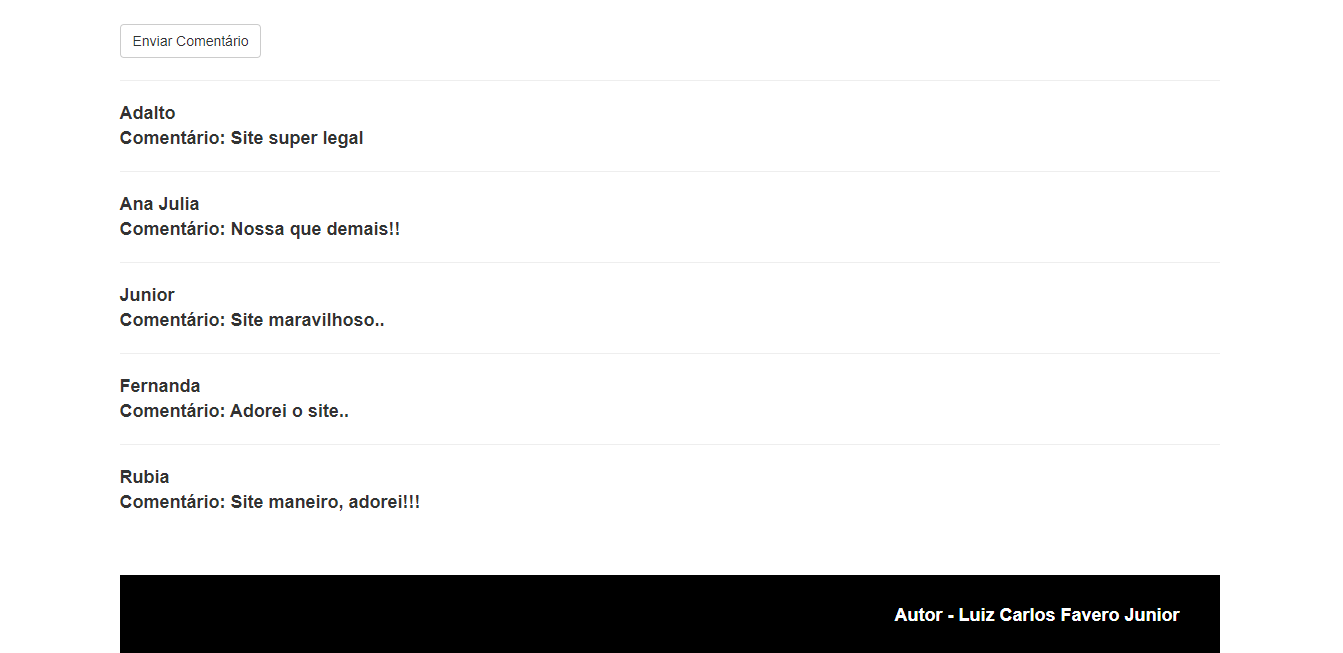 Enviar Comentário
Adalto
Comentário: Site super legal
Ana Julia
Comentário: Nossa que demais!!
Junior
Comentário: Site maravilhoso..
Fernanda
Comentário: Adorei o site..
Rubia
Comentário: Site maneiro, adorei!!!
Autor - Luiz Carlos Favero Junior